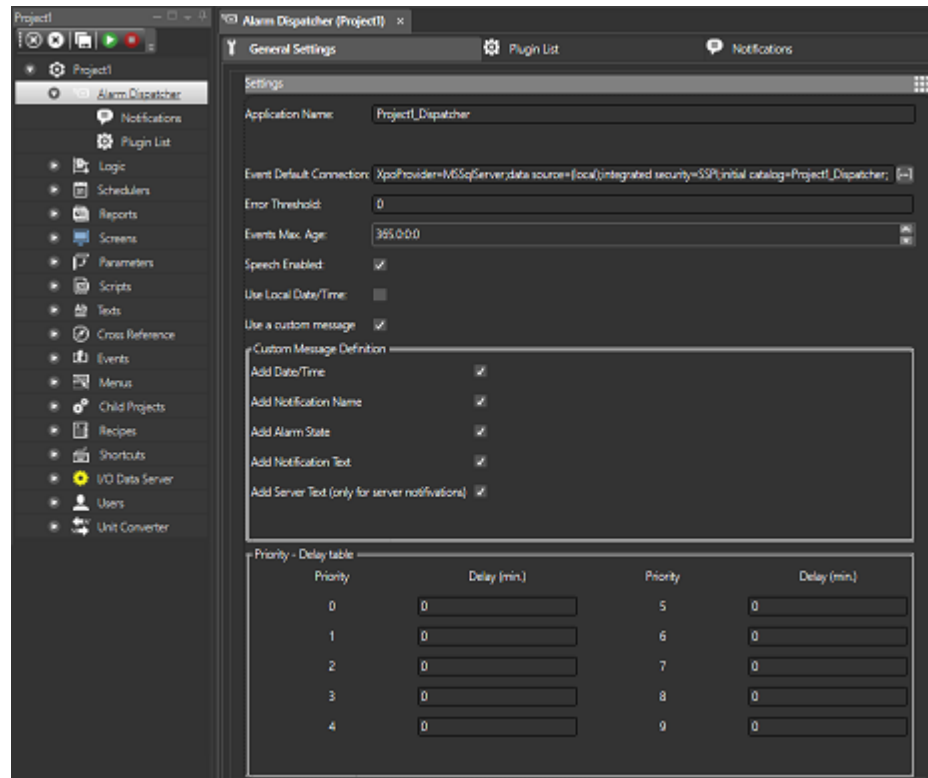 Project1
Alarm Dispatcher (Project1) ×
General Settings
Plugin List
Notifications
Project1
Alarm Dispatcher
Notifications
Plugin List
Logic
Schedulers
Reports
Screens
Parameters
Scripts
Texts
Cross Reference
Events
Menus
Child Projects
Recipes
Shortcuts
I/O Data Server
Users
Unit Converter
Settings
Application Name: Project1_Dispatcher
Event Default Connection: XpoProvider=MSSqlServer;data source=(local);integrated security=SSPI;initial catalog=Project1_Dispatcher;
Error Threshold: 0
Events Max. Age: 365.0:0:0
Speech Enabled:
Use Local Date/Time:
Use a custom message
Custom Message Definition
Add Date/Time
Add Notification Name
Add Alarm State
Add Notification Text
Add Server Text (only for server notifivations)
Priority - Delay table
Priority Delay (min.) Priority Delay (min.)
0 0 5 0
1 0 6 0
2 0 7 0
3 0 8 0
4 0 9 0